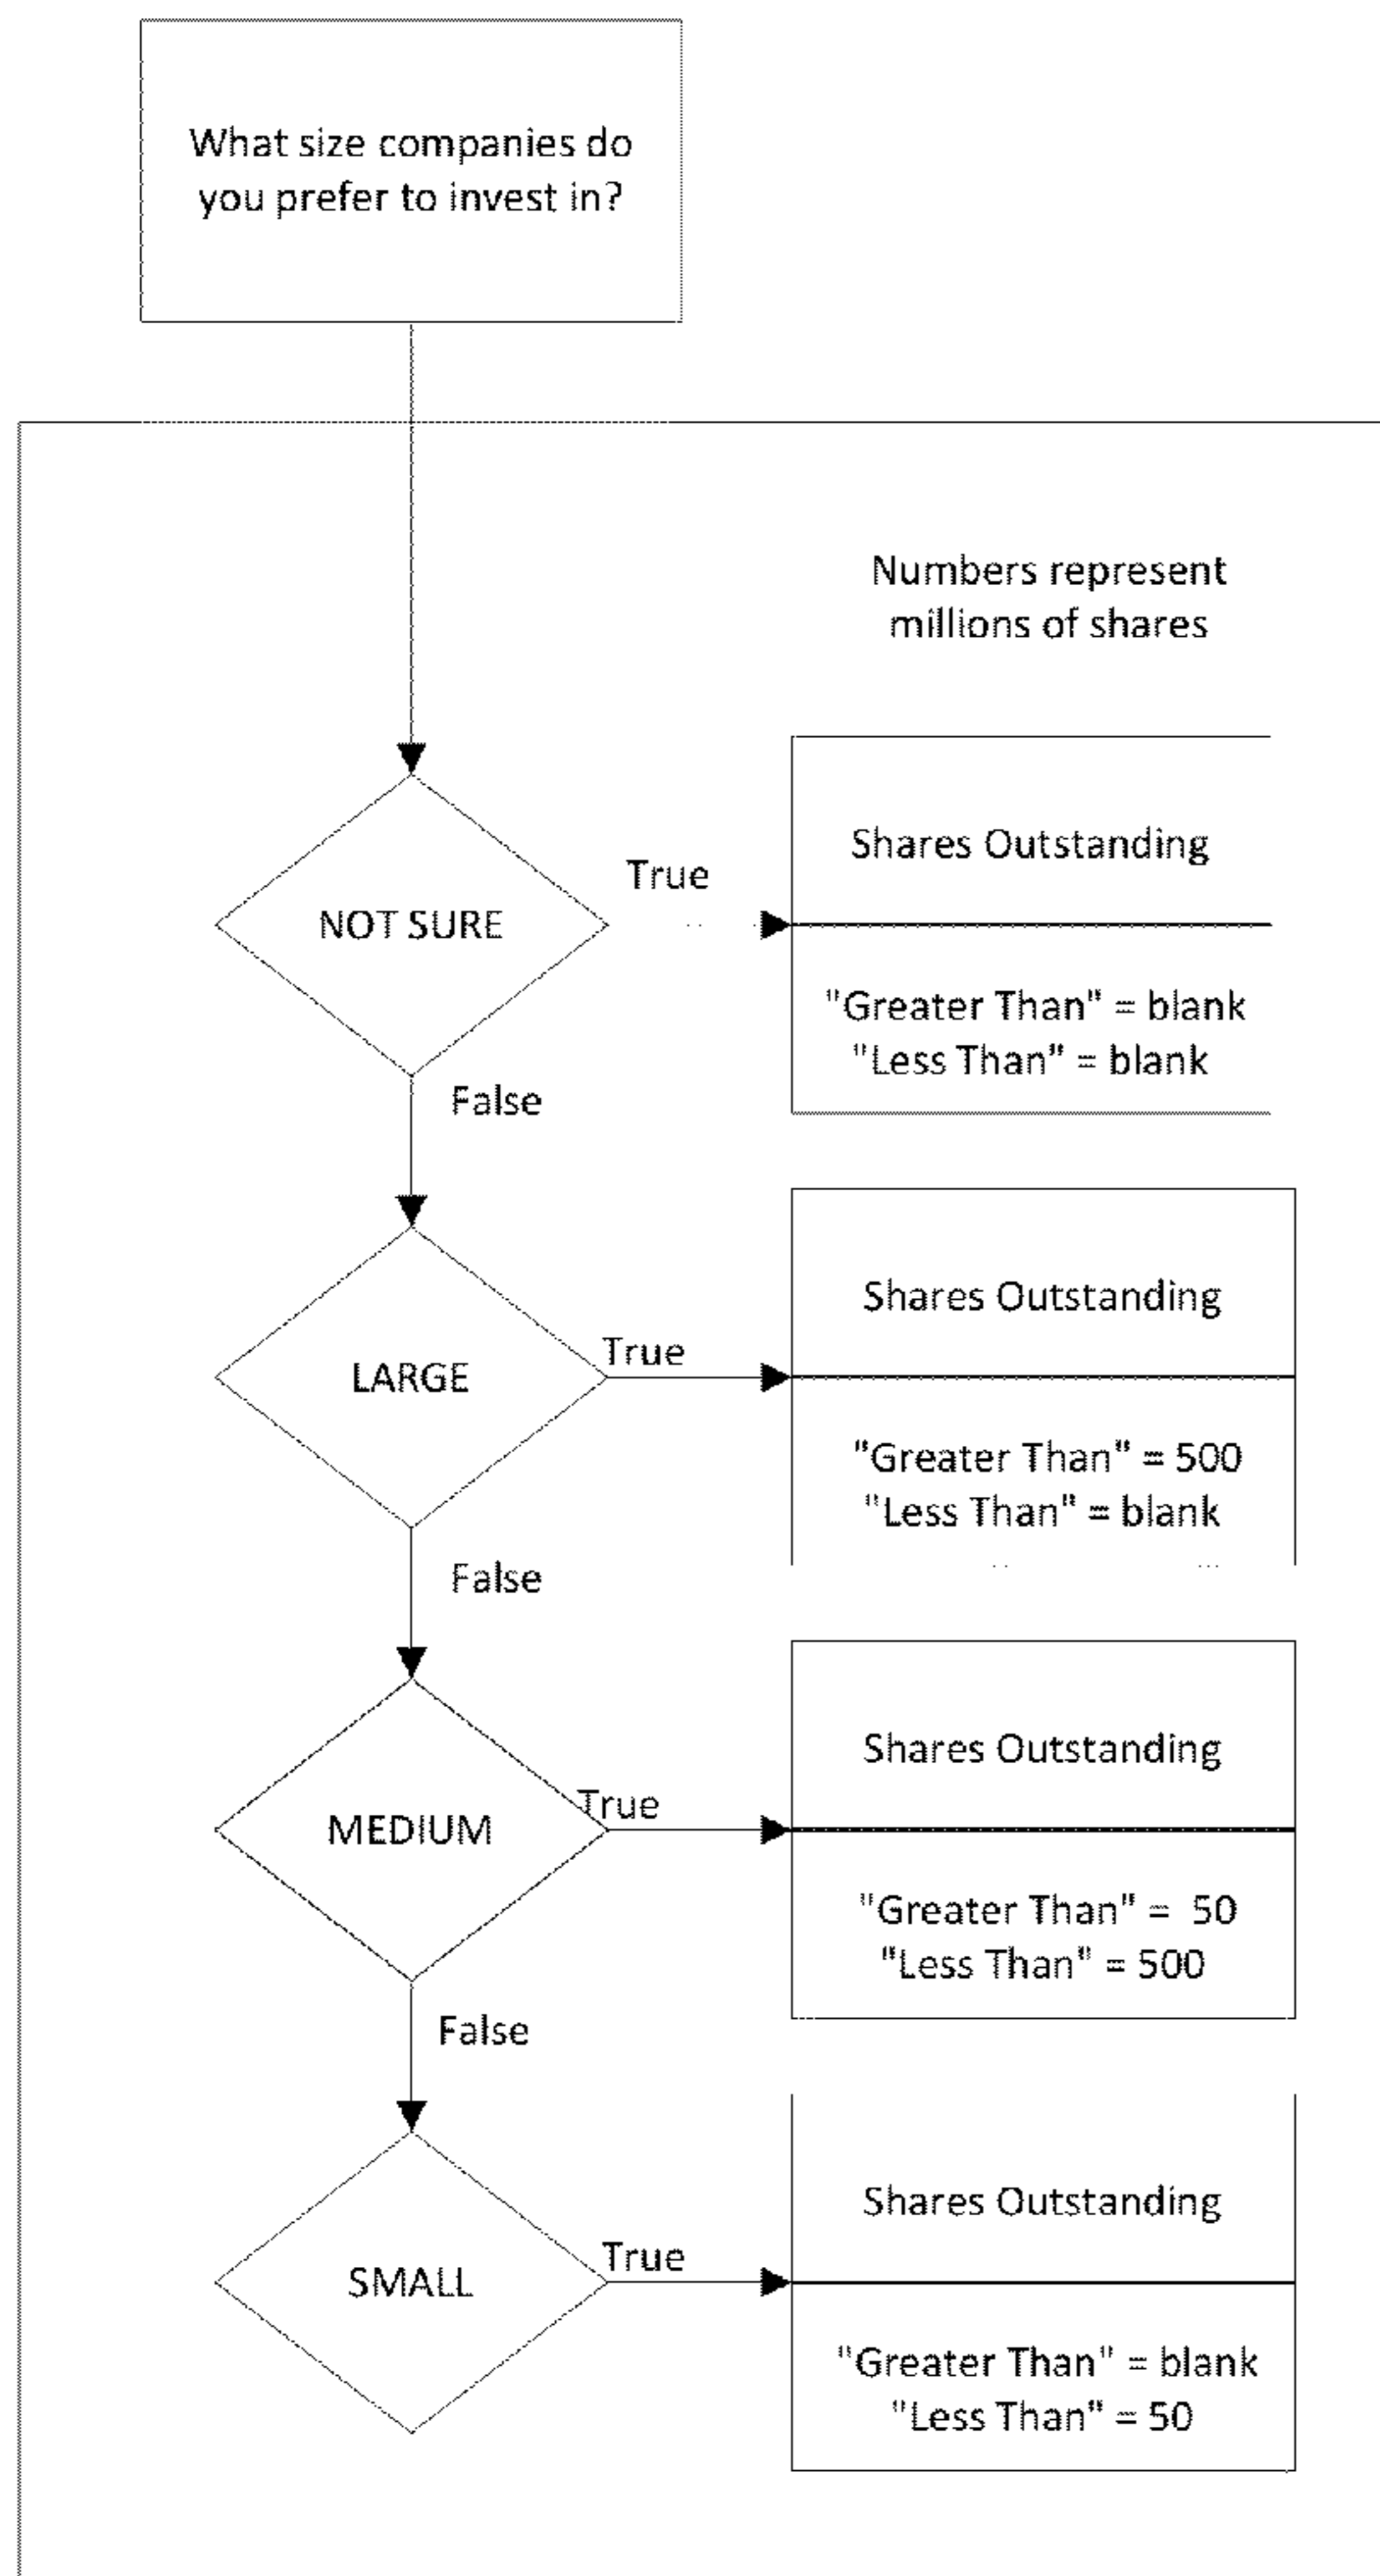 What size companies do
you prefer to invest in?
Numbers represent
millions of shares
NOT SURE
True
Shares Outstanding
"Greater Than" = blank
"Less Than" = blank
False
LARGE
True
Shares Outstanding
"Greater Than" = 500
"Less Than" = blank
False
MEDIUM
True
Shares Outstanding
"Greater Than" = 50
"Less Than" = 500
False
SMALL
True
Shares Outstanding
"Greater Than" = blank
"Less Than" = 50